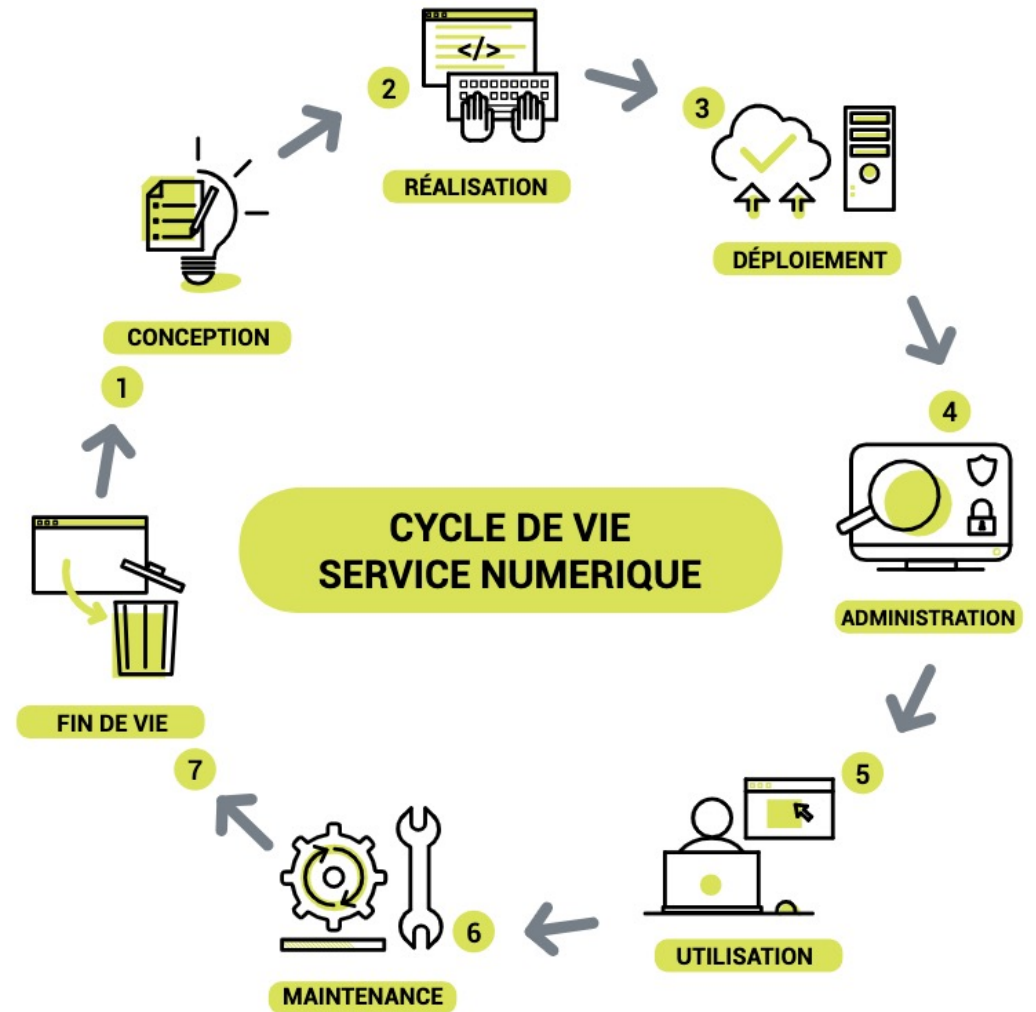 CYCLE DE VIE
SERVICE NUMERIQUE
1
CONCEPTION
2
</>
RÉALISATION
3
DÉPLOIEMENT
4
ADMINISTRATION
5
UTILISATION
6
MAINTENANCE
7
FIN DE VIE